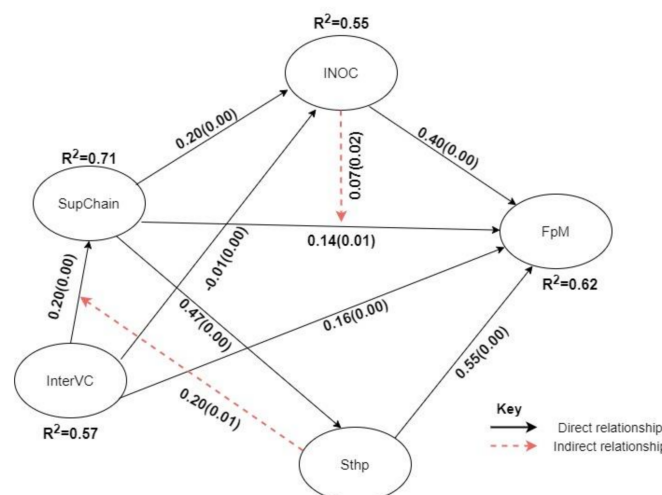 R²=0.55
INOC
0.20(0.00)
0.07(0.02)
0.40(0.00)
R²=0.71
SupChain
0.14(0.01)
FpM
R²=0.62
0.20(0.00)
-0.01(0.00)
0.47(0.00)
0.16(0.00)
InterVC
R²=0.57
0.20(0.01)
0.55(0.00)
Sthp
Key
Direct relationship
Indirect relationship